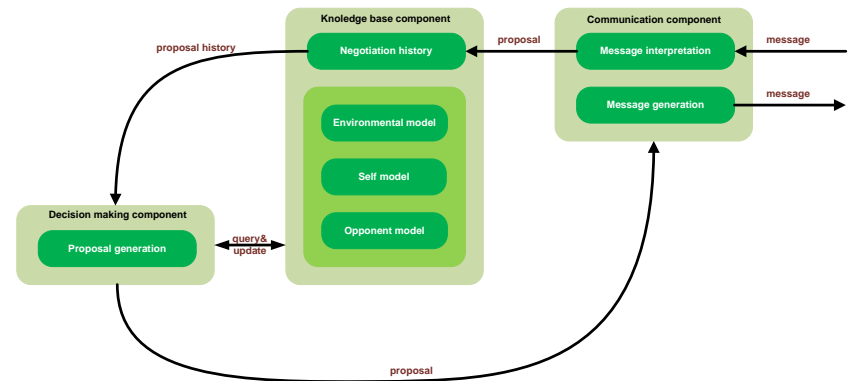 Knoledge base component
Communication component
proposal history
Negotiation history
proposal
Message interpretation
message
Message generation
message
Environmental model
Self model
Opponent model
Decision making component
Proposal generation
query&
update
proposal